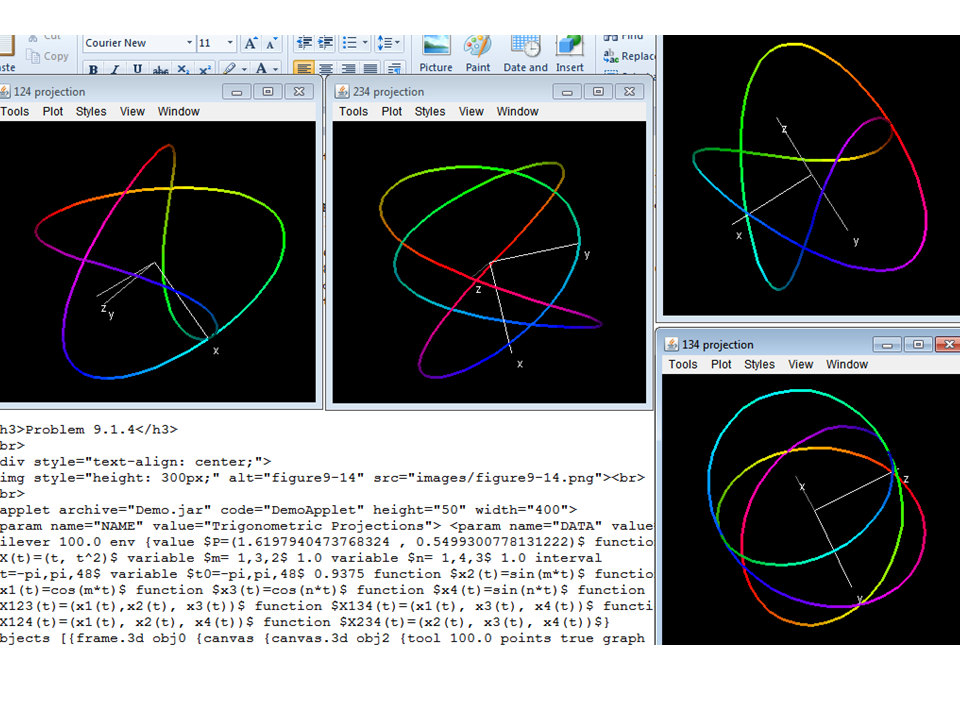 Cut
Copy
ste
Courier New 11
B I U abc X₂ X² A
A A
Picture Paint Date and Insert
Find
Replace
124 projection
Tools Plot Styles View Window
z
y
x
234 projection
Tools Plot Styles View Window
y
z
x
z
x
y
134 projection
Tools Plot Styles View Window
x
z
y
h3>Problem 9.1.4</h3>
br>
div style="text-align: center;">
img style="height: 300px;" alt="figure9-14" src="images/figure9-14.png"><br>
br>
applet archive="Demo.jar" code="DemoApplet" height="50" width="400">
param name="NAME" value="Trigonometric Projections"> <param name="DATA" value
ilever 100.0 env {value $P=(1.6197940473768324 , 0.5499300778131222)$ functio
X(t)=(t, t^2)$ variable $m= 1,3,2$ 1.0 variable $n= 1,4,3$ 1.0 interval
t=-pi,pi,48$ variable $t0=-pi,pi,48$ 0.9375 function $x2(t)=sin(m*t)$ functio
x1(t)=cos(m*t)$ function $x3(t)=cos(n*t)$ function $x4(t)=sin(n*t)$ function
X123(t)=(x1(t),x2(t), x3(t))$ function $X134(t)=(x1(t), x3(t), x4(t))$ functi
X124(t)=(x1(t), x2(t), x4(t))$ function $X234(t)=(x2(t), x3(t), x4(t))$}
bjects [{frame.3d obj0 {canvas {canvas.3d obj2 {tool 100.0 points true graph